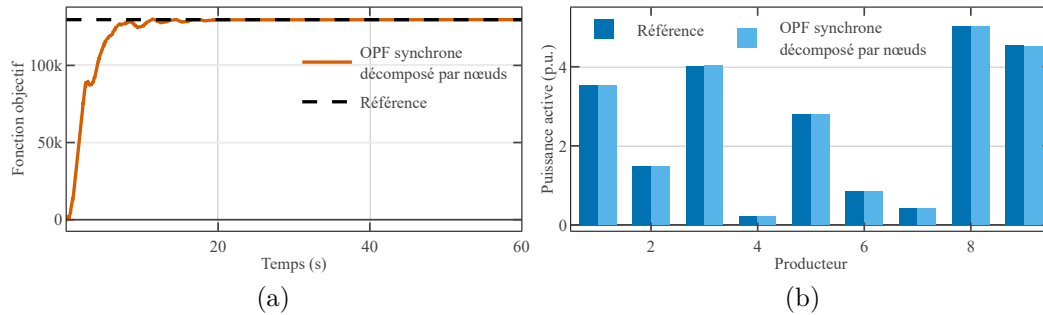 100k
50k
0
Fonction objectif
OPF synchrone
décomposé par nœuds
Référence
20
40
60
Temps (s)
(a)
4
2
0
Puissance active (p.u.)
Référence
OPF synchrone
décomposé par nœuds
2
4
6
8
Producteur
(b)